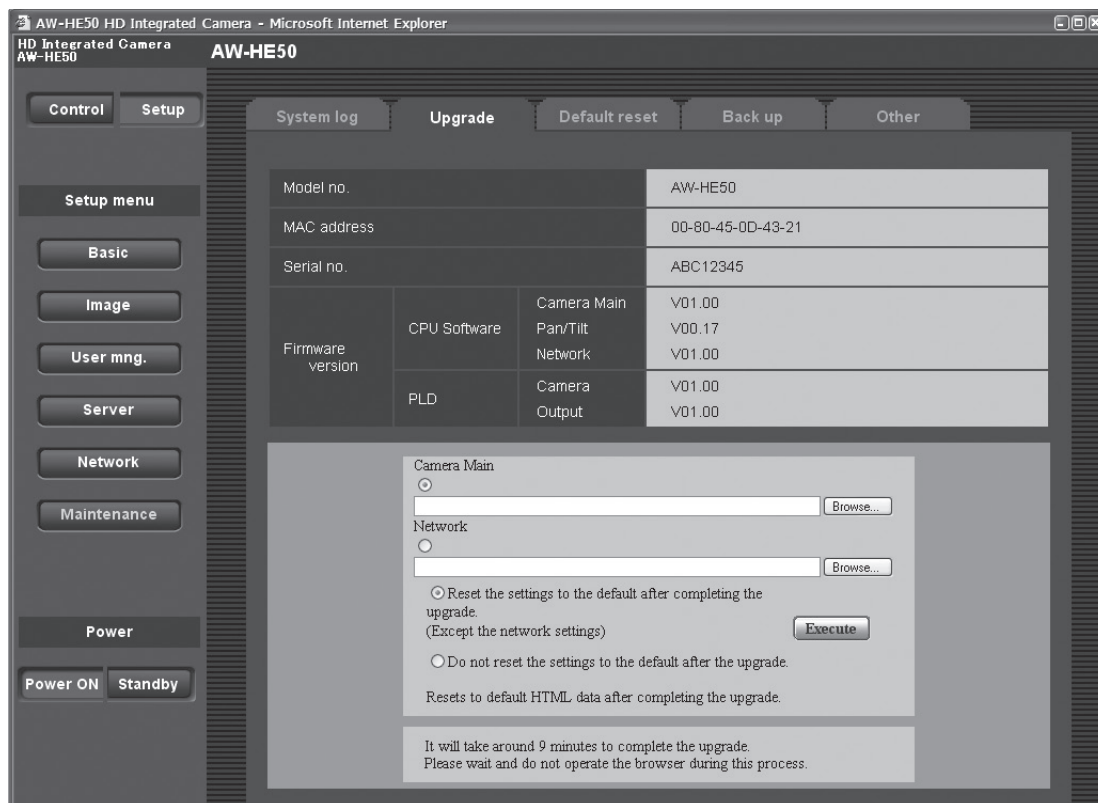 AW-HE50 HD Integrated Camera - Microsoft Internet Explorer
HD Integrated Camera
AW-HE50
AW-HE50
Control
Setup
System log
Upgrade
Default reset
Back up
Other
Setup menu
Basic
Image
User mng.
Server
Network
Maintenance
Power
Power ON
Standby
Model no.
AW-HE50
MAC address
00-80-45-0D-43-21
Serial no.
ABC12345
Firmware
version
CPU Software
Camera Main
V01.00
Pan/Tilt
V00.17
Network
V01.00
PLD
Camera
V01.00
Output
V01.00
Camera Main
Browse...
Network
Browse...
Reset the settings to the default after completing the
upgrade.
(Except the network settings)
Execute
Do not reset the settings to the default after the upgrade.
Resets to default HTML data after completing the upgrade.
It will take around 9 minutes to complete the upgrade.
Please wait and do not operate the browser during this process.